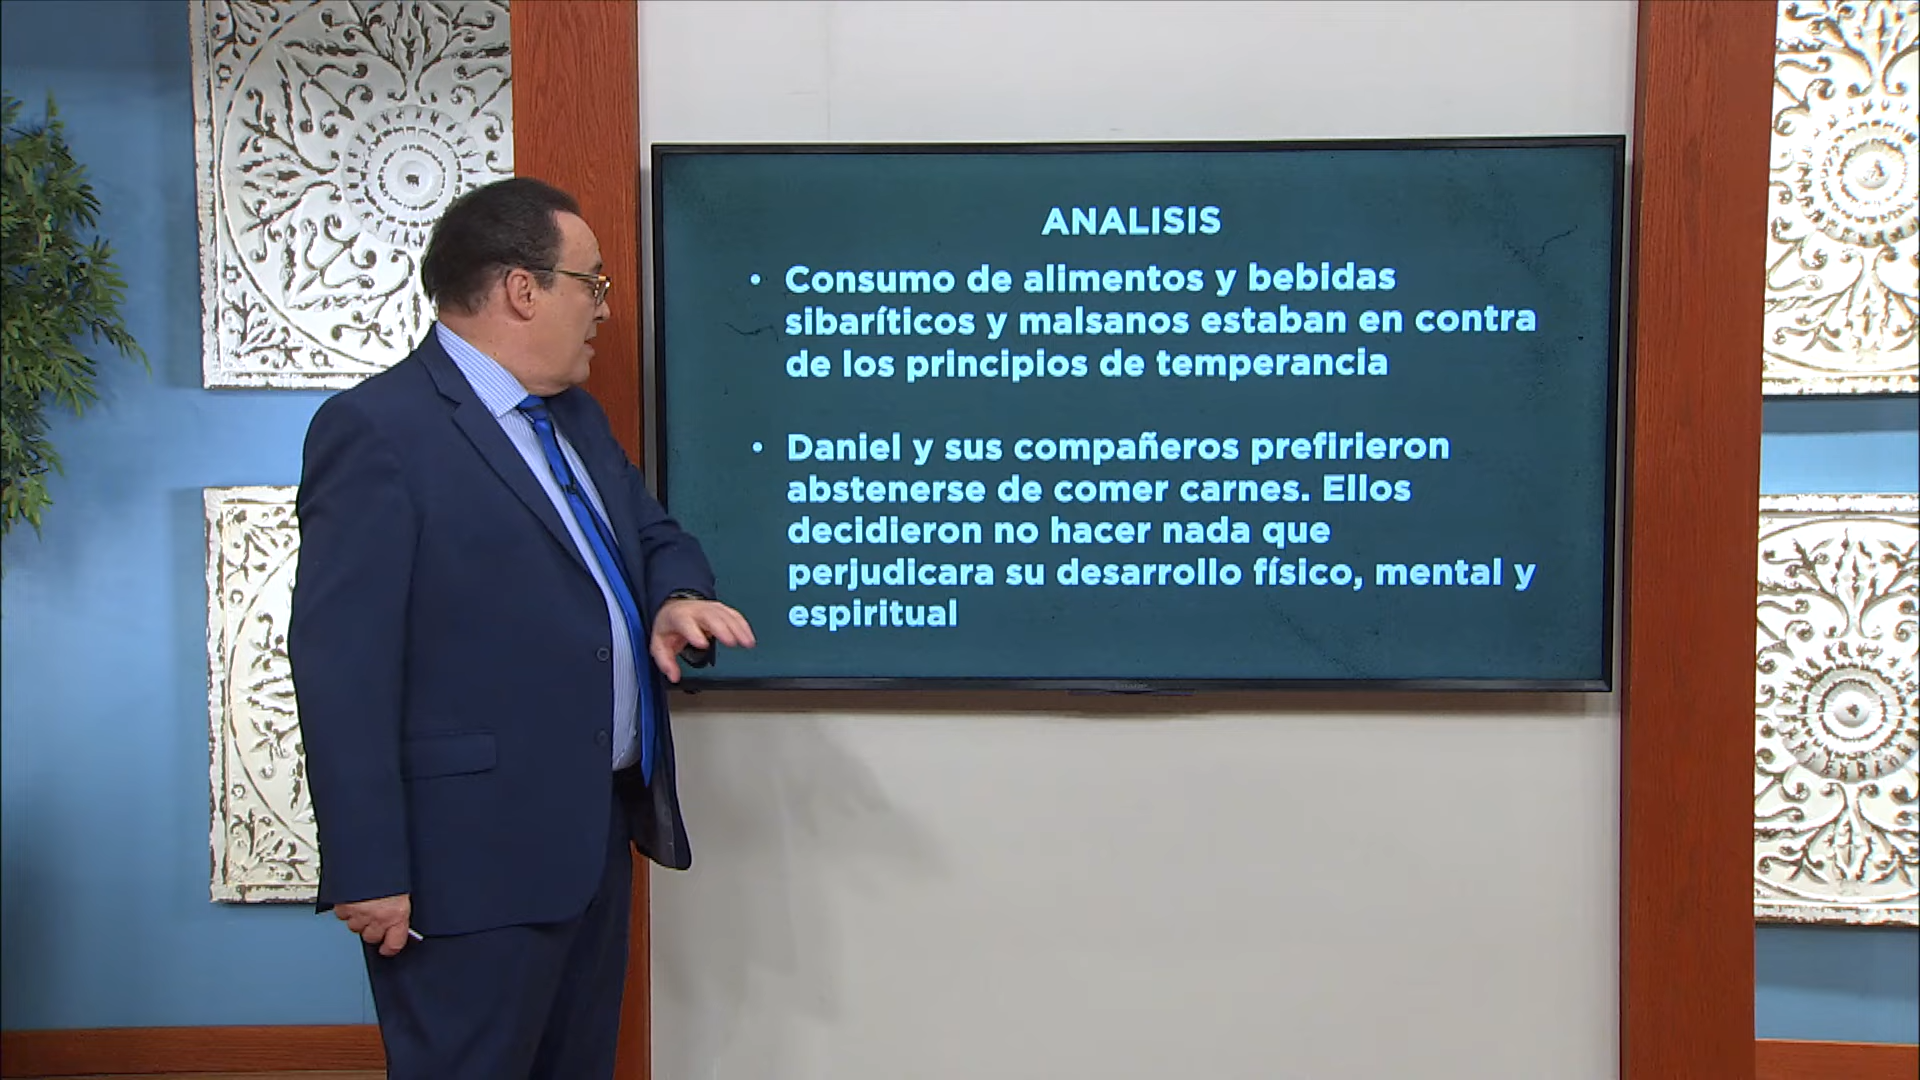 ANALISIS
• Consumo de alimentos y bebidas
sibaríticos y malsanos estaban en contra
de los principios de temperancia
• Daniel y sus compañeros prefirieron
abstenerse de comer carnes. Ellos
decidieron no hacer nada que
perjudicara su desarrollo físico, mental y
espiritual